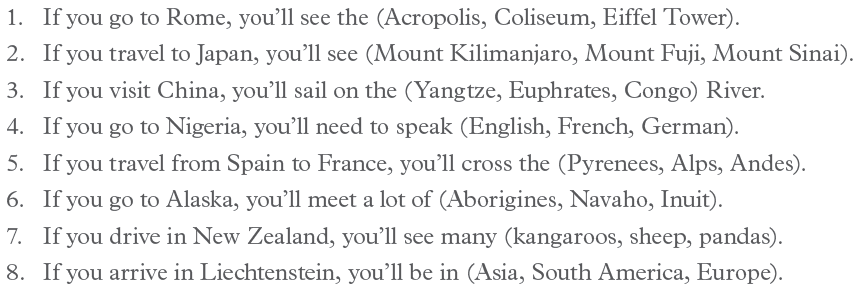 1. If you go to Rome, you’ll see the (Acropolis, Coliseum, Eiffel Tower).
2. If you travel to Japan, you’ll see (Mount Kilimanjaro, Mount Fuji, Mount Sinai).
3. If you visit China, you’ll sail on the (Yangtze, Euphrates, Congo) River.
4. If you go to Nigeria, you’ll need to speak (English, French, German).
5. If you travel from Spain to France, you’ll cross the (Pyrenees, Alps, Andes).
6. If you go to Alaska, you’ll meet a lot of (Aborigines, Navaho, Inuit).
7. If you drive in New Zealand, you’ll see many (kangaroos, sheep, pandas).
8. If you arrive in Liechtenstein, you’ll be in (Asia, South America, Europe).